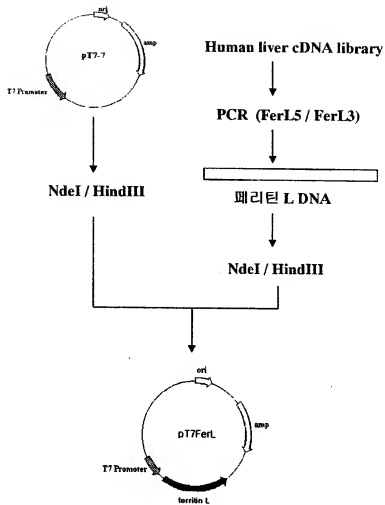 ori
pT7-7
amp
T7 Promoter
Human liver cDNA library
PCR (FerL5 / FerL3)
NdeI / HindIII
페리틴 L DNA
NdeI / HindIII
ori
amp
pT7FerL
T7 Promoter
ferritin L